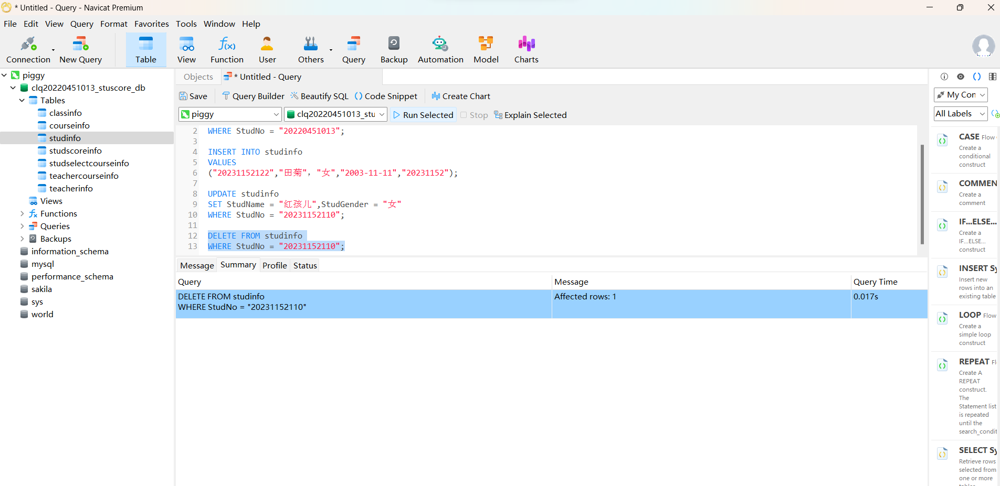 * Untitled - Query - Navicat Premium
File Edit View Query Format Favorites Tools Window Help
Connection New Query Table View Function User Others Query Backup Automation Model Charts
piggy
clq20220451013_stuscore_db
Tables
classinfo
courseinfo
studinfo
studscoreinfo
studselectcourseinfo
teachercourseinfo
teacherinfo
Views
Functions
Queries
Backups
information_schema
mysql
performance_schema
sakila
sys
world
Objects * Untitled - Query
Save Query Builder Beautify SQL Code Snippet Create Chart
piggy clq20220451013_stu Run Selected Stop Explain Selected
2 WHERE StudNo = "20220451013";
3
4 INSERT INTO studinfo
5 VALUES
6 ("20231152122","田菊"，"女","2003-11-11","20231152");
7
8 UPDATE studinfo
9 SET StudName = "红孩儿",StudGender = "女"
10 WHERE StudNo = "20231152110";
11
12 DELETE FROM studinfo
13 WHERE StudNo = "20231152110";
Message Summary Profile Status
Query Message Query Time
DELETE FROM studinfo Affected rows: 1 0.017s
WHERE StudNo = "20231152110"
My Con
All Labels
CASE Flow
Create a
conditional
construct
COMMEN
Create a
comment
IF...ELSE...
Create a
IF...ELSE...
construct
INSERT Sy
Insert new
rows into an
existing table
LOOP Flow
Create a
simple loop
construct
REPEAT Fl
Create A
REPEAT
construct.
The
Statement list
is repeated
until the
search_condit
SELECT Sy
Retrieve rows
selected from
one or more